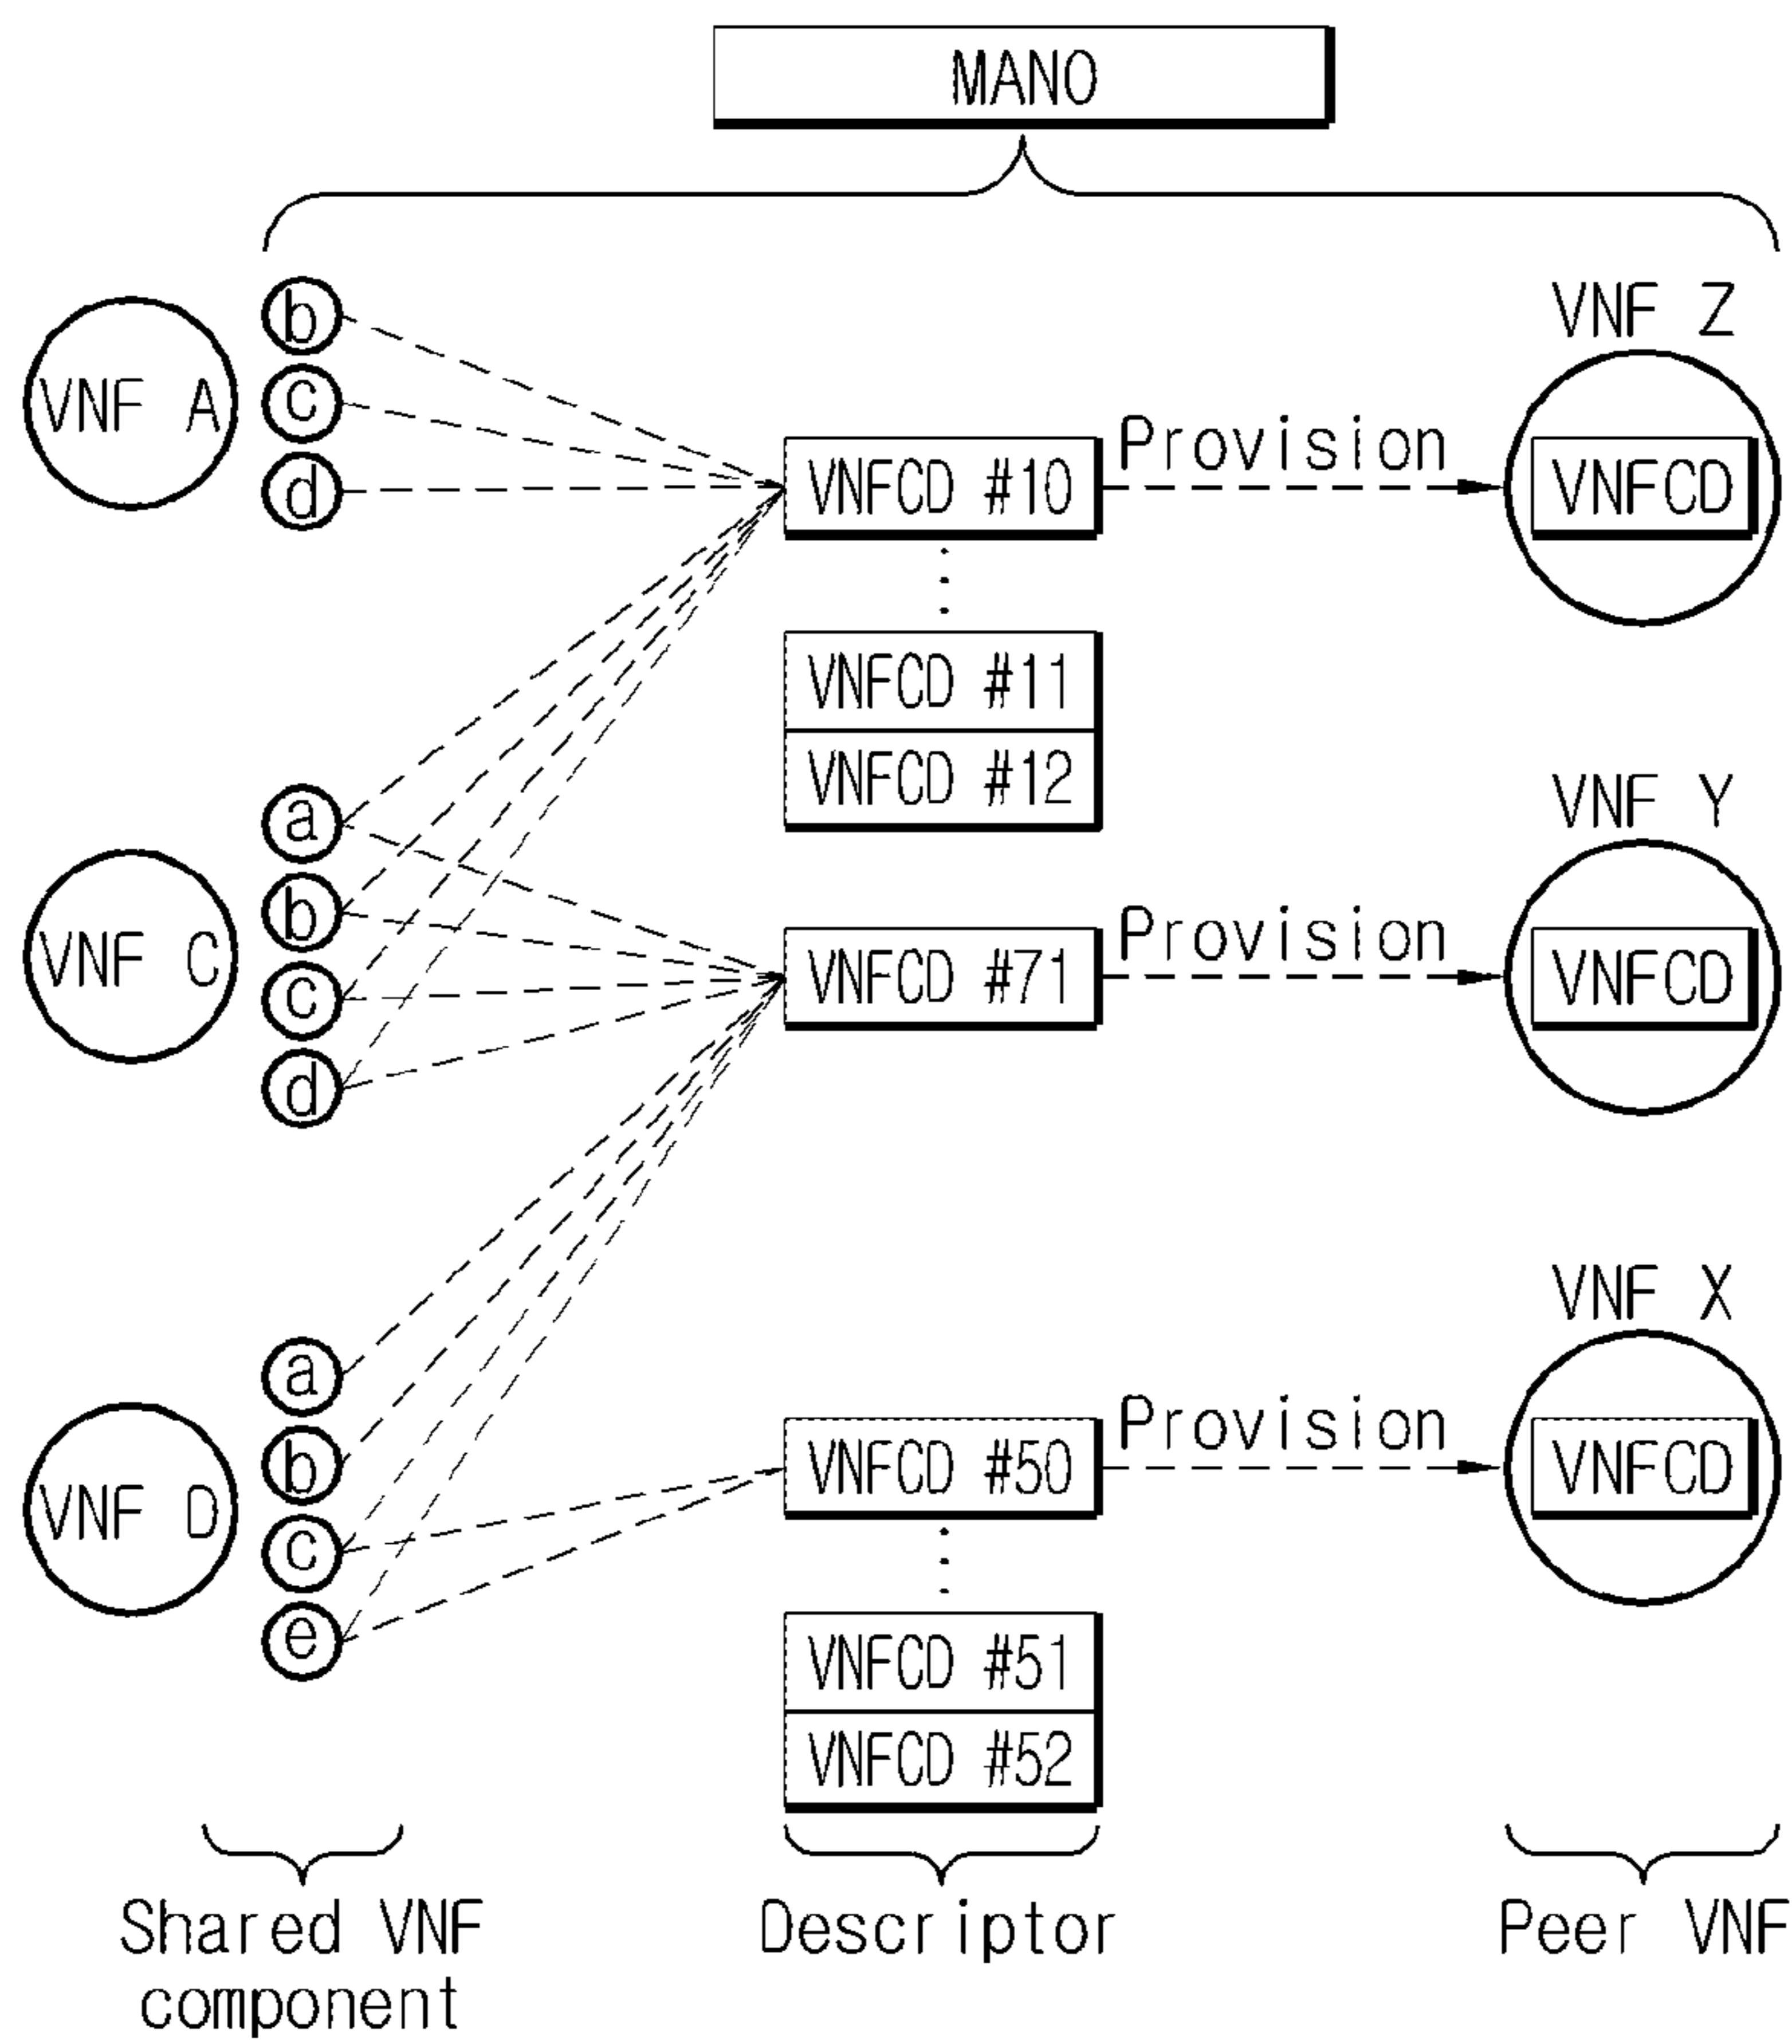 MANO
VNF A
b
c
d
VNFCD #10
Provision
VNF Z
VNFCD
VNFCD #11
VNFCD #12
VNF C
a
b
c
d
VNFCD #71
Provision
VNF Y
VNFCD
VNF D
a
b
c
e
VNFCD #50
Provision
VNF X
VNFCD
VNFCD #51
VNFCD #52
Shared VNF
component
Descriptor
Peer VNF